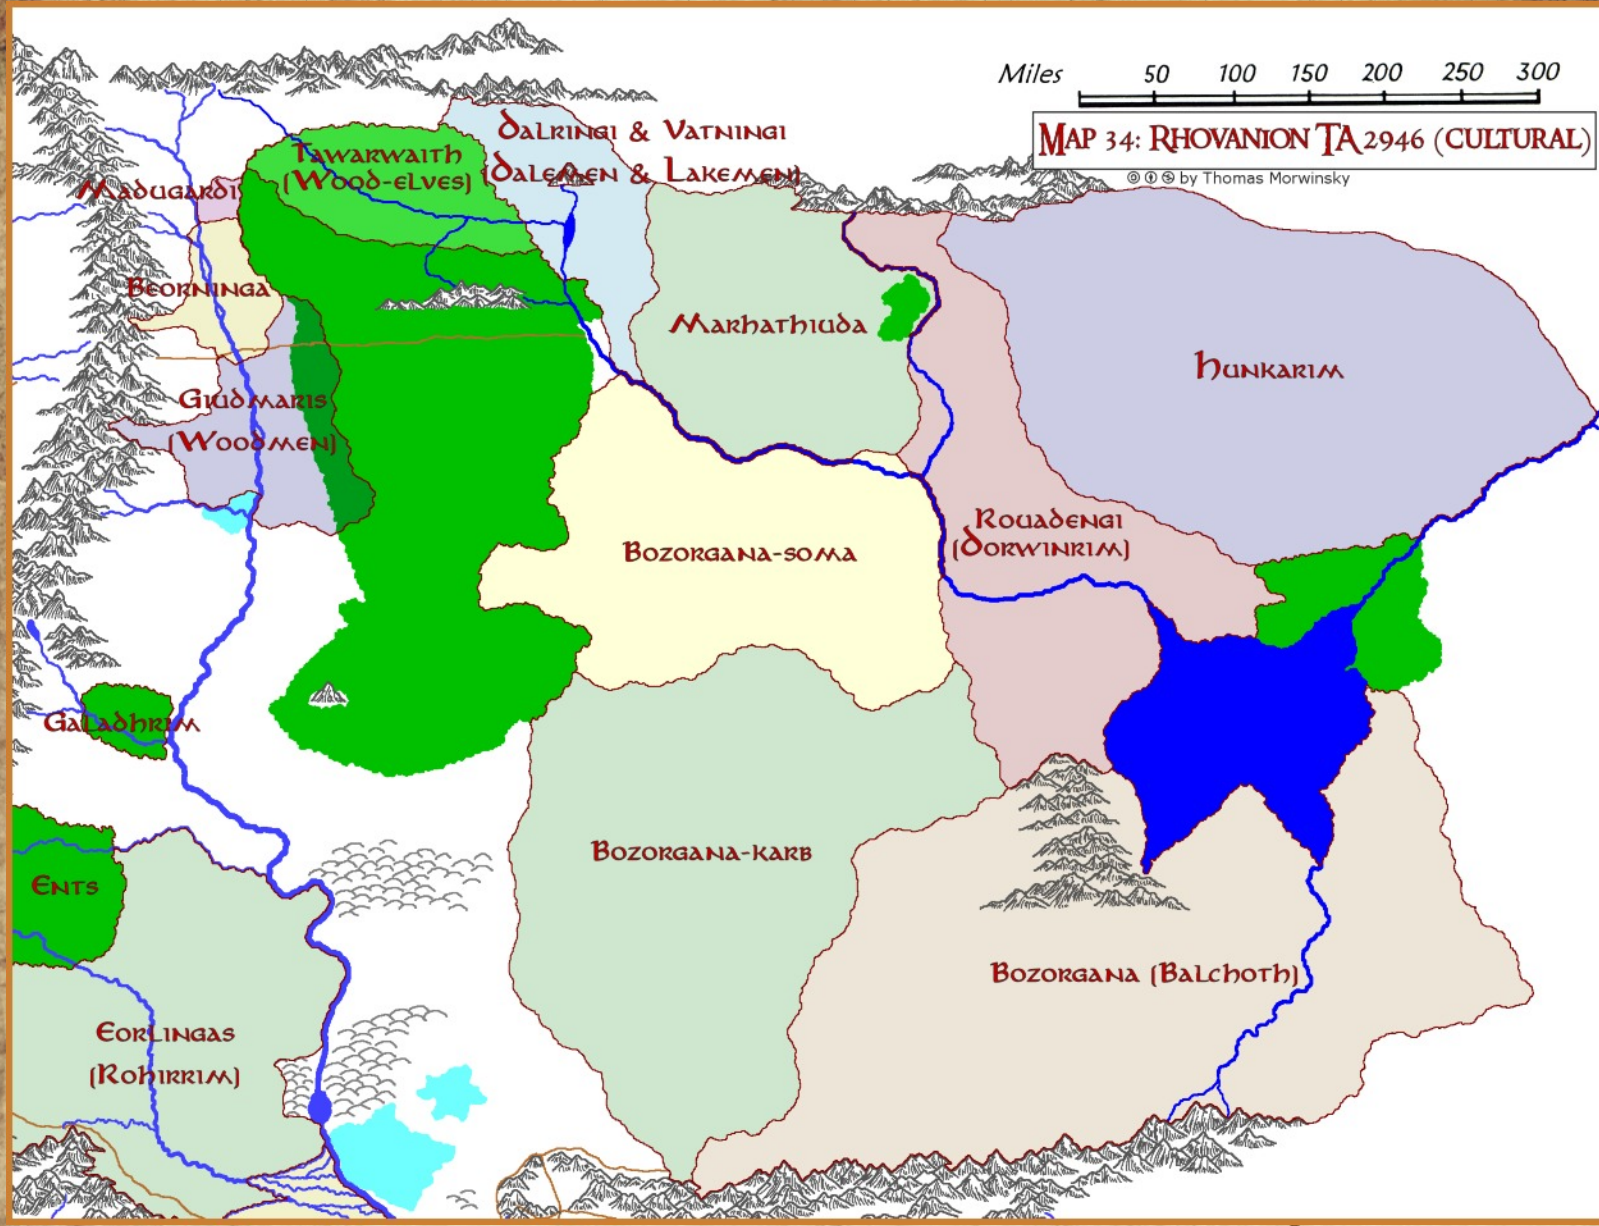 Miles 50 100 150 200 250 300
Map 34: Rhovanion TA 2946 (Cultural)
by Thomas Morwinsky
Dalringi & Vatningi
(Dalemen & Lakemen)
Tawarwaith
(Wood-elves)
Madugardi
Beorninga
Marhathiuda
Hunkarim
Giudmaris
(Woodmen)
Rouadengi
(Dorwinrim)
Bozorgana-soma
Galadhrim
Bozorgana-karb
Ents
Bozorgana (Balchoth)
Eorlingas
(Rohirrim)